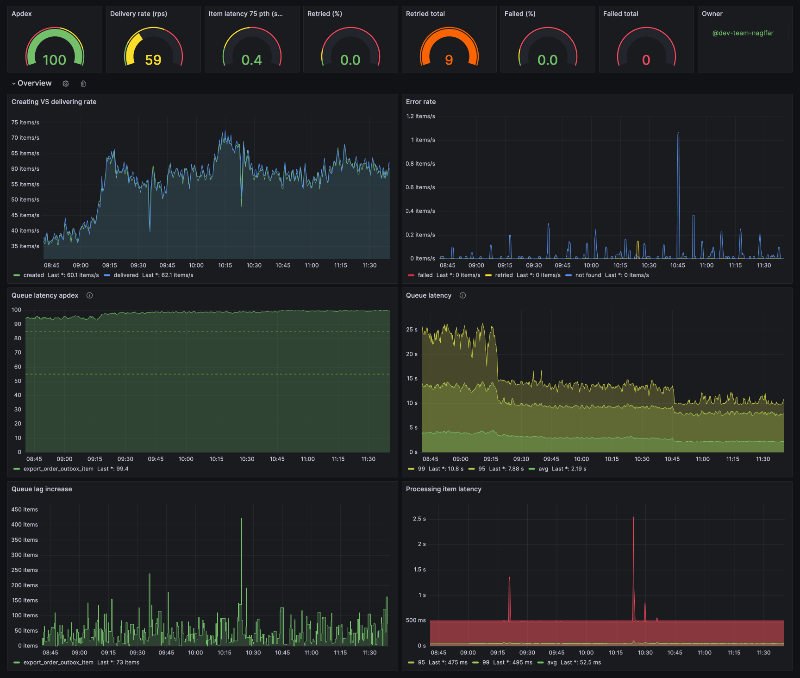 Apdex
100
Delivery rate (rps)
59
Item latency 75 pth (s...
0.4
Retried (%)
0.0
Retried total
9
Failed (%)
0.0
Failed total
0
Owner
@dev-team-naglfar
Overview
Creating VS delivering rate
75 items/s
70 items/s
65 items/s
60 items/s
55 items/s
50 items/s
45 items/s
40 items/s
35 items/s
08:45 09:00 09:15 09:30 09:45 10:00 10:15 10:30 10:45 11:00 11:15 11:30
created Last *: 60.1 items/s delivered Last *: 62.1 items/s
Error rate
1.2 items/s
1 items/s
0.8 items/s
0.6 items/s
0.4 items/s
0.2 items/s
0 items/s
08:45 09:00 09:15 09:30 09:45 10:00 10:15 10:30 10:45 11:00 11:15 11:30
failed Last *: 0 items/s retried Last *: 0 items/s not found Last *: 0 items/s
Queue latency apdex
100
90
80
70
60
50
40
30
20
10
0
08:45 09:00 09:15 09:30 09:45 10:00 10:15 10:30 10:45 11:00 11:15 11:30
export_order_outbox_item Last *: 99.4
Queue latency
25 s
20 s
15 s
10 s
5 s
0 s
08:45 09:00 09:15 09:30 09:45 10:00 10:15 10:30 10:45 11:00 11:15 11:30
99 Last *: 10.8 s 95 Last *: 7.88 s avg Last *: 2.19 s
Queue lag increase
450 items
400 items
350 items
300 items
250 items
200 items
150 items
100 items
50 items
0 items
08:45 09:00 09:15 09:30 09:45 10:00 10:15 10:30 10:45 11:00 11:15 11:30
export_order_outbox_item Last *: 73 items
Processing item latency
2.5 s
2 s
1.5 s
1 s
500 ms
0 s
08:45 09:00 09:15 09:30 09:45 10:00 10:15 10:30 10:45 11:00 11:15 11:30
95 Last *: 475 ms 99 Last *: 495 ms avg Last *: 52.5 ms